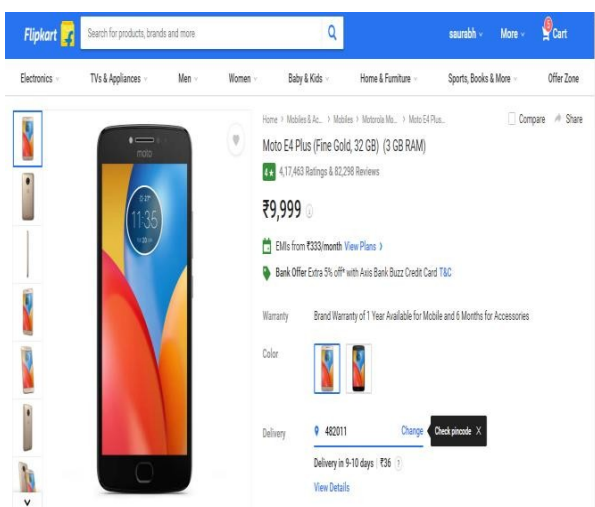 Flipkart Search for products, brands and more saurabh More Cart
Electronics TVs & Appliances Men Women Baby & Kids Home & Furniture Sports, Books & More Offer Zone
Home > Mobiles & Ac... > Mobiles > Motorola Mo... > Moto E4 Plus... Compare Share
Moto E4 Plus (Fine Gold, 32 GB) (3 GB RAM)
4★ 4,17,463 Ratings & 82,298 Reviews
₹9,999
EMIs from ₹333/month View Plans >
Bank Offer Extra 5% off* with Axis Bank Buzz Credit Card T&C
Warranty Brand Warranty of 1 Year Available for Mobile and 6 Months for Accessories
Color
Delivery 482011 Change Check pincode X
Delivery in 9-10 days | ₹36 ?
View Details
moto
11:35